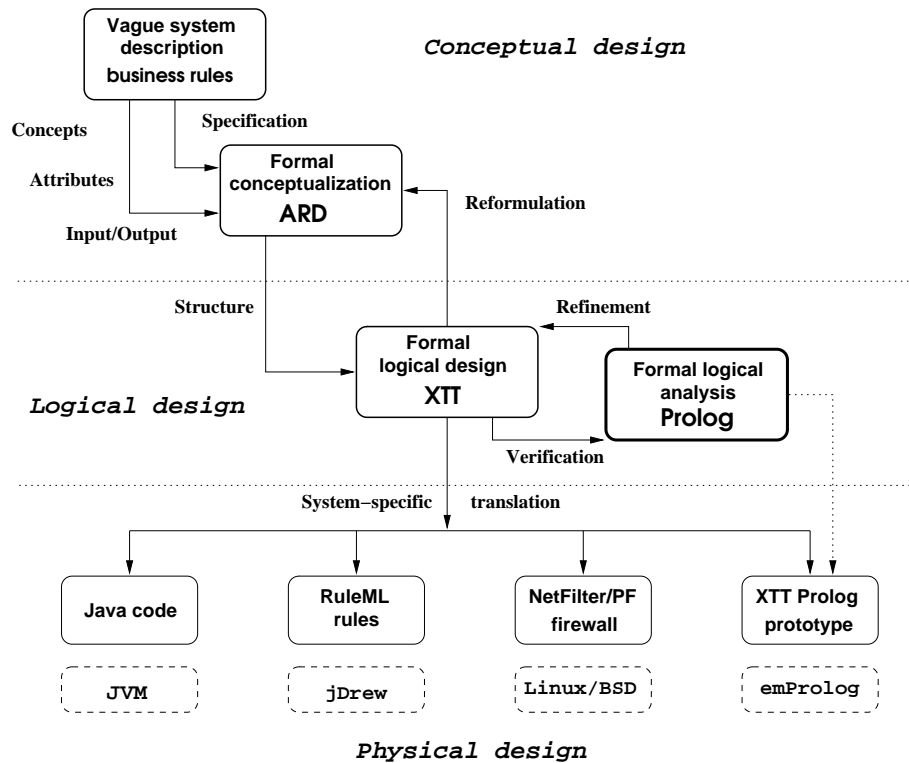 Vague system
description
business rules
Conceptual design
Concepts
Specification
Attributes
Formal
conceptualization
ARD
Reformulation
Input/Output
Structure
Refinement
Formal
logical design
XTT
Formal logical
analysis
Prolog
Logical design
Verification
System-specific translation
Java code
RuleML
rules
NetFilter/PF
firewall
XTT Prolog
prototype
JVM
jDrew
Linux/BSD
emProlog
Physical design